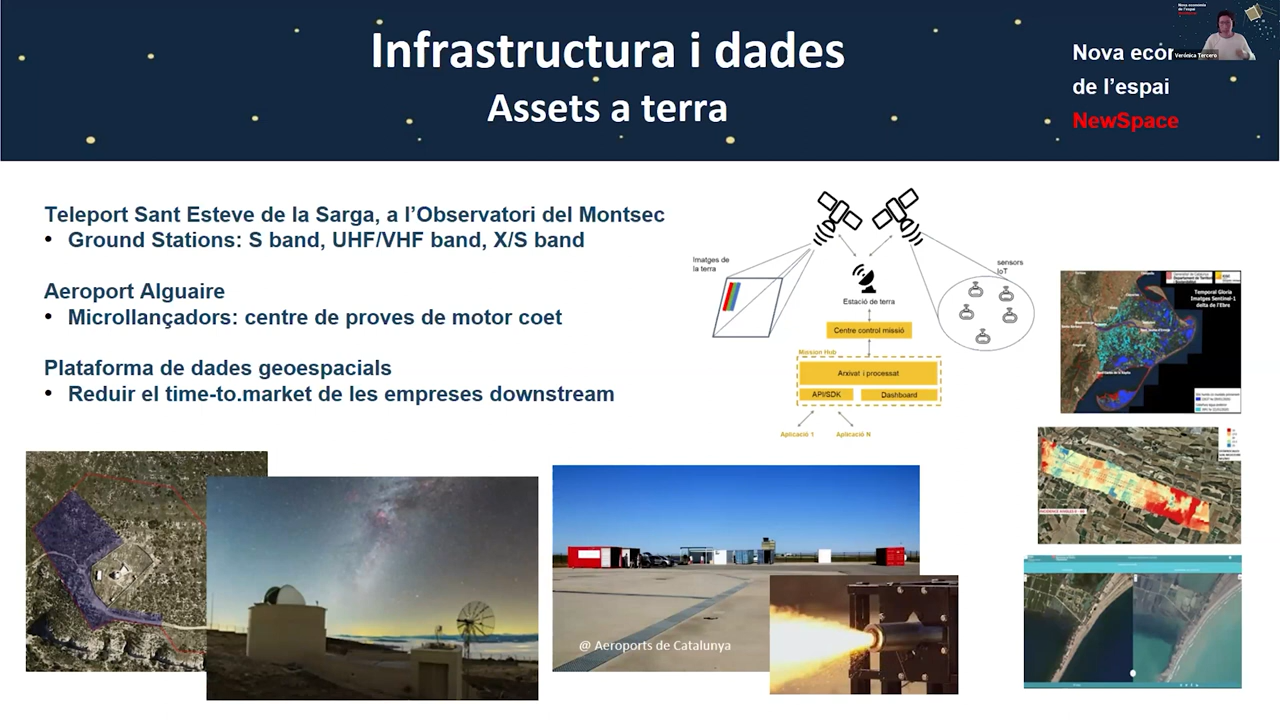 Infrastructura i dades
Assets a terra
Nova
de l'espai
NewSpace
Verónica Tercero
Teleport Sant Esteve de la Sarga, a l'Observatori del Montsec
• Ground Stations: S band, UHF/VHF band, X/S band
Aeroport Alguaire
• Microllançadors: centre de proves de motor coet
Plataforma de dades geoespacials
• Reduir el time-to.market de les empreses downstream
Imatges de
la terra
sensors
IoT
Estació de terra
Centre control missió
Mission Hub
Arxivat i processat
API/SDK
Dashboard
Aplicació 1
Aplicació N
Temporal Gloria
Imatges Sentinel-1
delta de l'Ebre
@ Aeroports de Catalunya